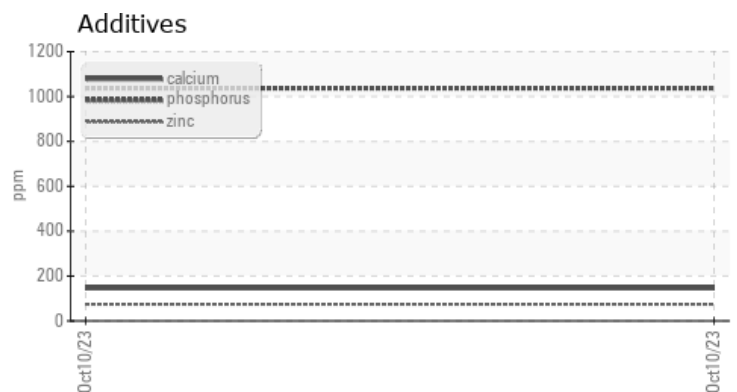 Additives
1200
1000
800
600
400
200
0
ppm
calcium
phosphorus
zinc
Oct10/23
Oct10/23